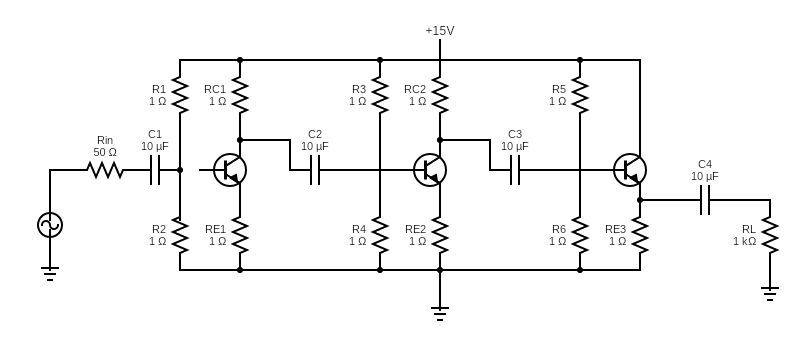 +15V
R1
1 Ω
RC1
1 Ω
R3
1 Ω
RC2
1 Ω
R5
1 Ω
Rin
50 Ω
C1
10 µF
C2
10 µF
C3
10 µF
C4
10 µF
R2
1 Ω
RE1
1 Ω
R4
1 Ω
RE2
1 Ω
R6
1 Ω
RE3
1 Ω
RL
1 kΩ